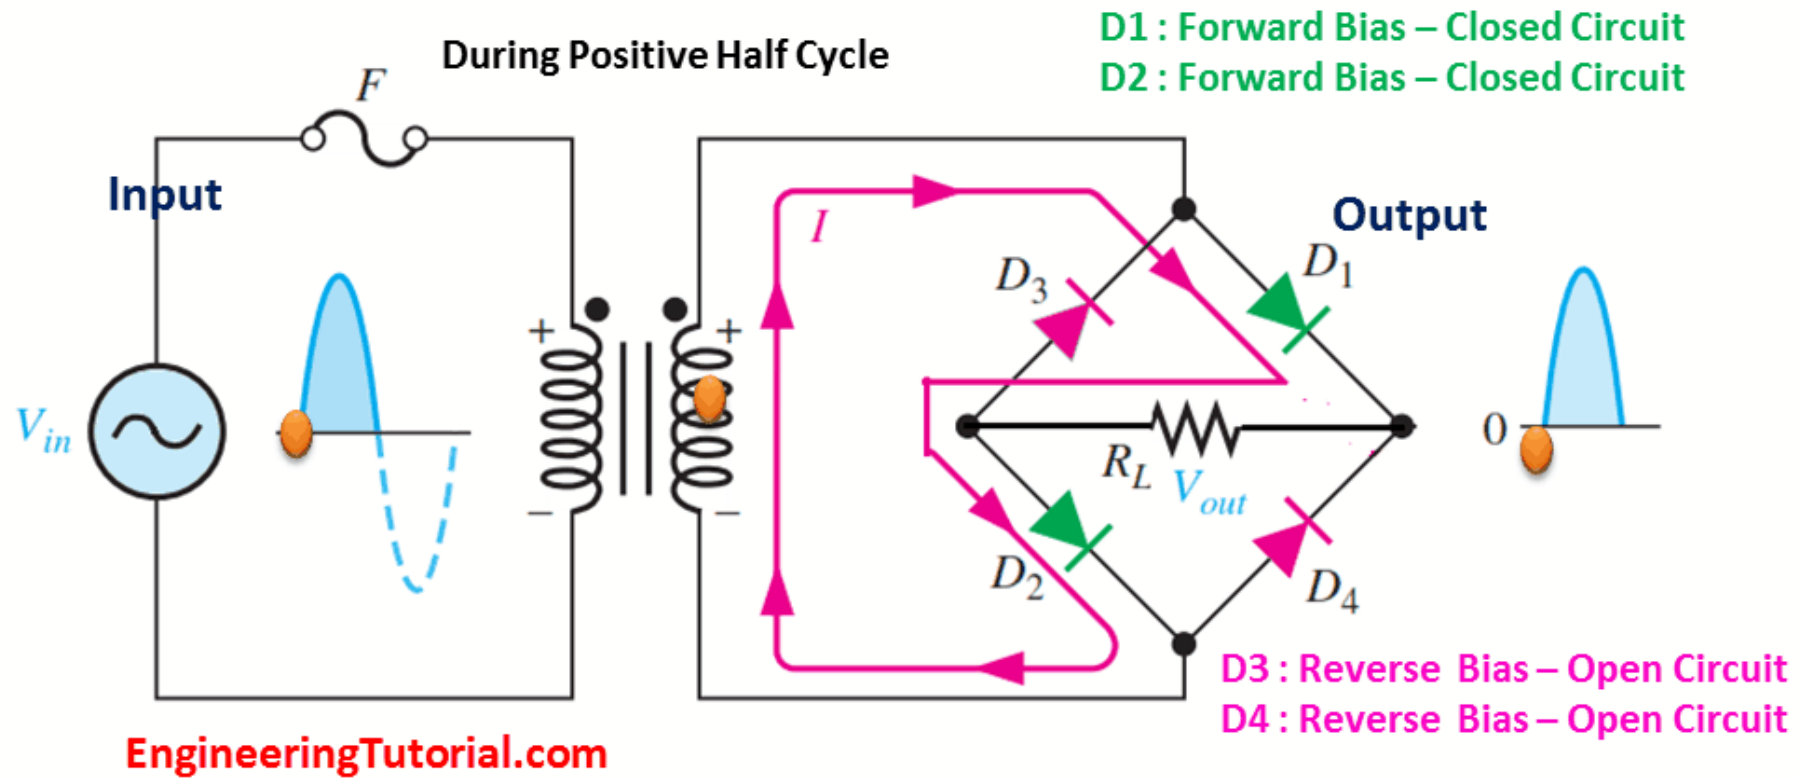 During Positive Half Cycle
D1 : Forward Bias – Closed Circuit
D2 : Forward Bias – Closed Circuit
F
Input
I
Output
D3
D1
+
+
Vin
0
RL
Vout
–
–
D2
D4
D3 : Reverse Bias – Open Circuit
D4 : Reverse Bias – Open Circuit
EngineeringTutorial.com